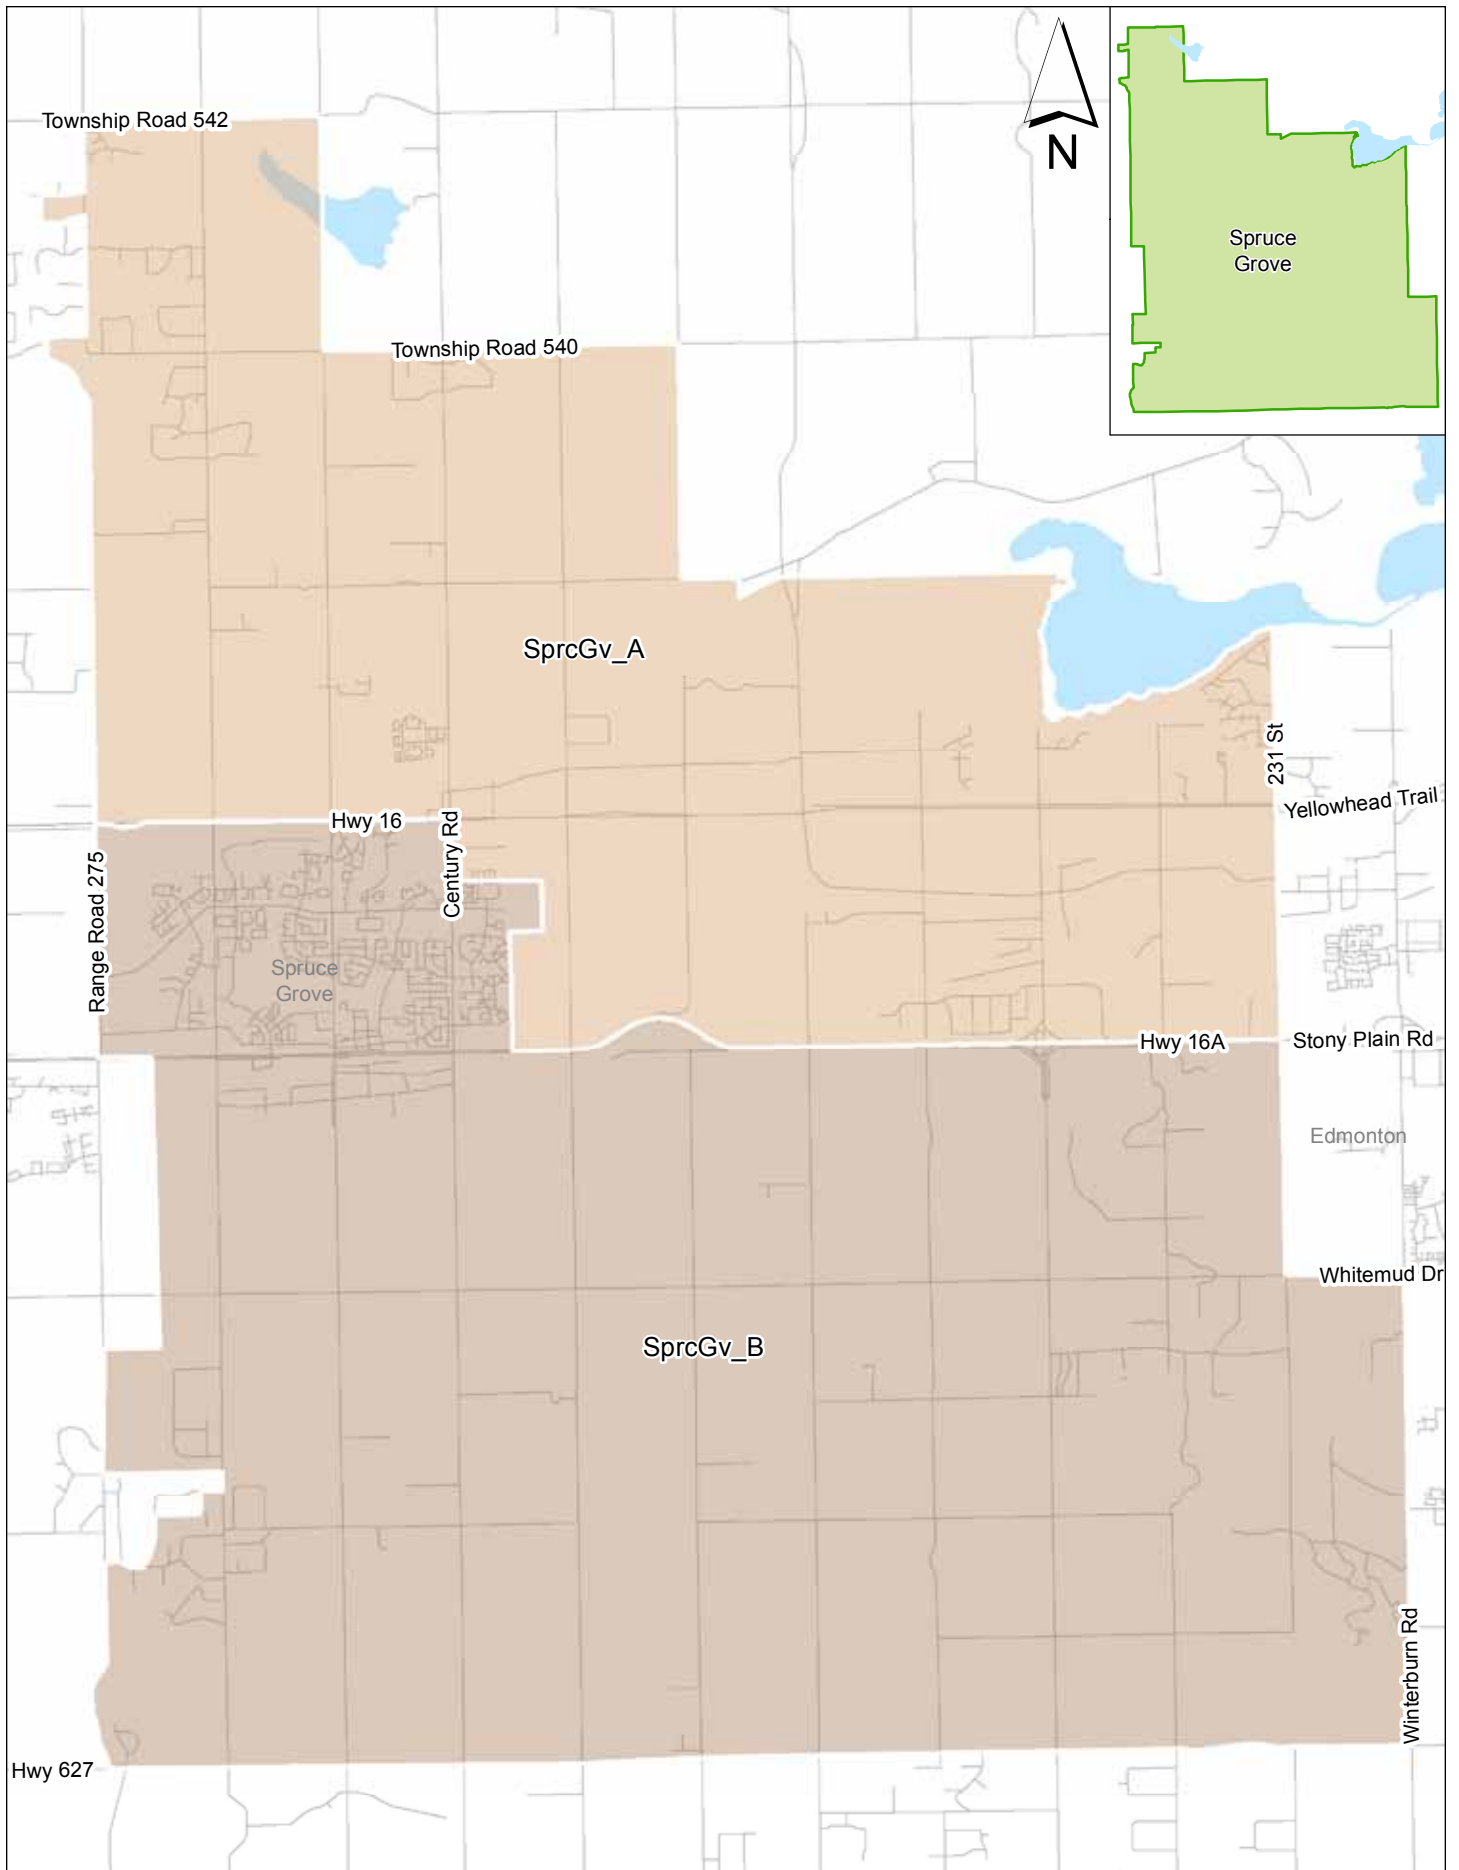 Township Road 542
N
Spruce
Grove
Township Road 540
SprcGv_A
231 St
Yellowhead Trail
Hwy 16
Century Rd
Range Road 275
Spruce
Grove
Hwy 16A
Stony Plain Rd
Edmonton
Whitemud Dr
SprcGv_B
Winterburn Rd
Hwy 627